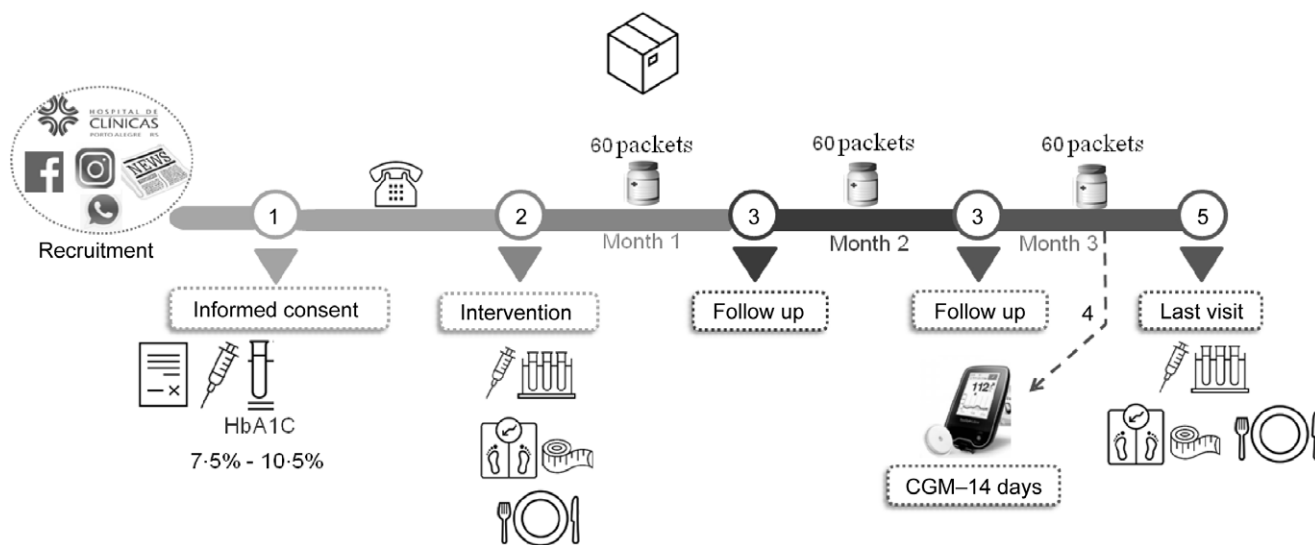 HOSPITAL DE
CLÍNICAS
PORTO ALEGRE RS
NEWS
Recruitment
60 packets
60 packets
60 packets
1
2
3
3
5
Month 1
Month 2
Month 3
Informed consent
Intervention
Follow up
Follow up
4
Last visit
HbA1C
7·5% - 10·5%
112
CGM–14 days